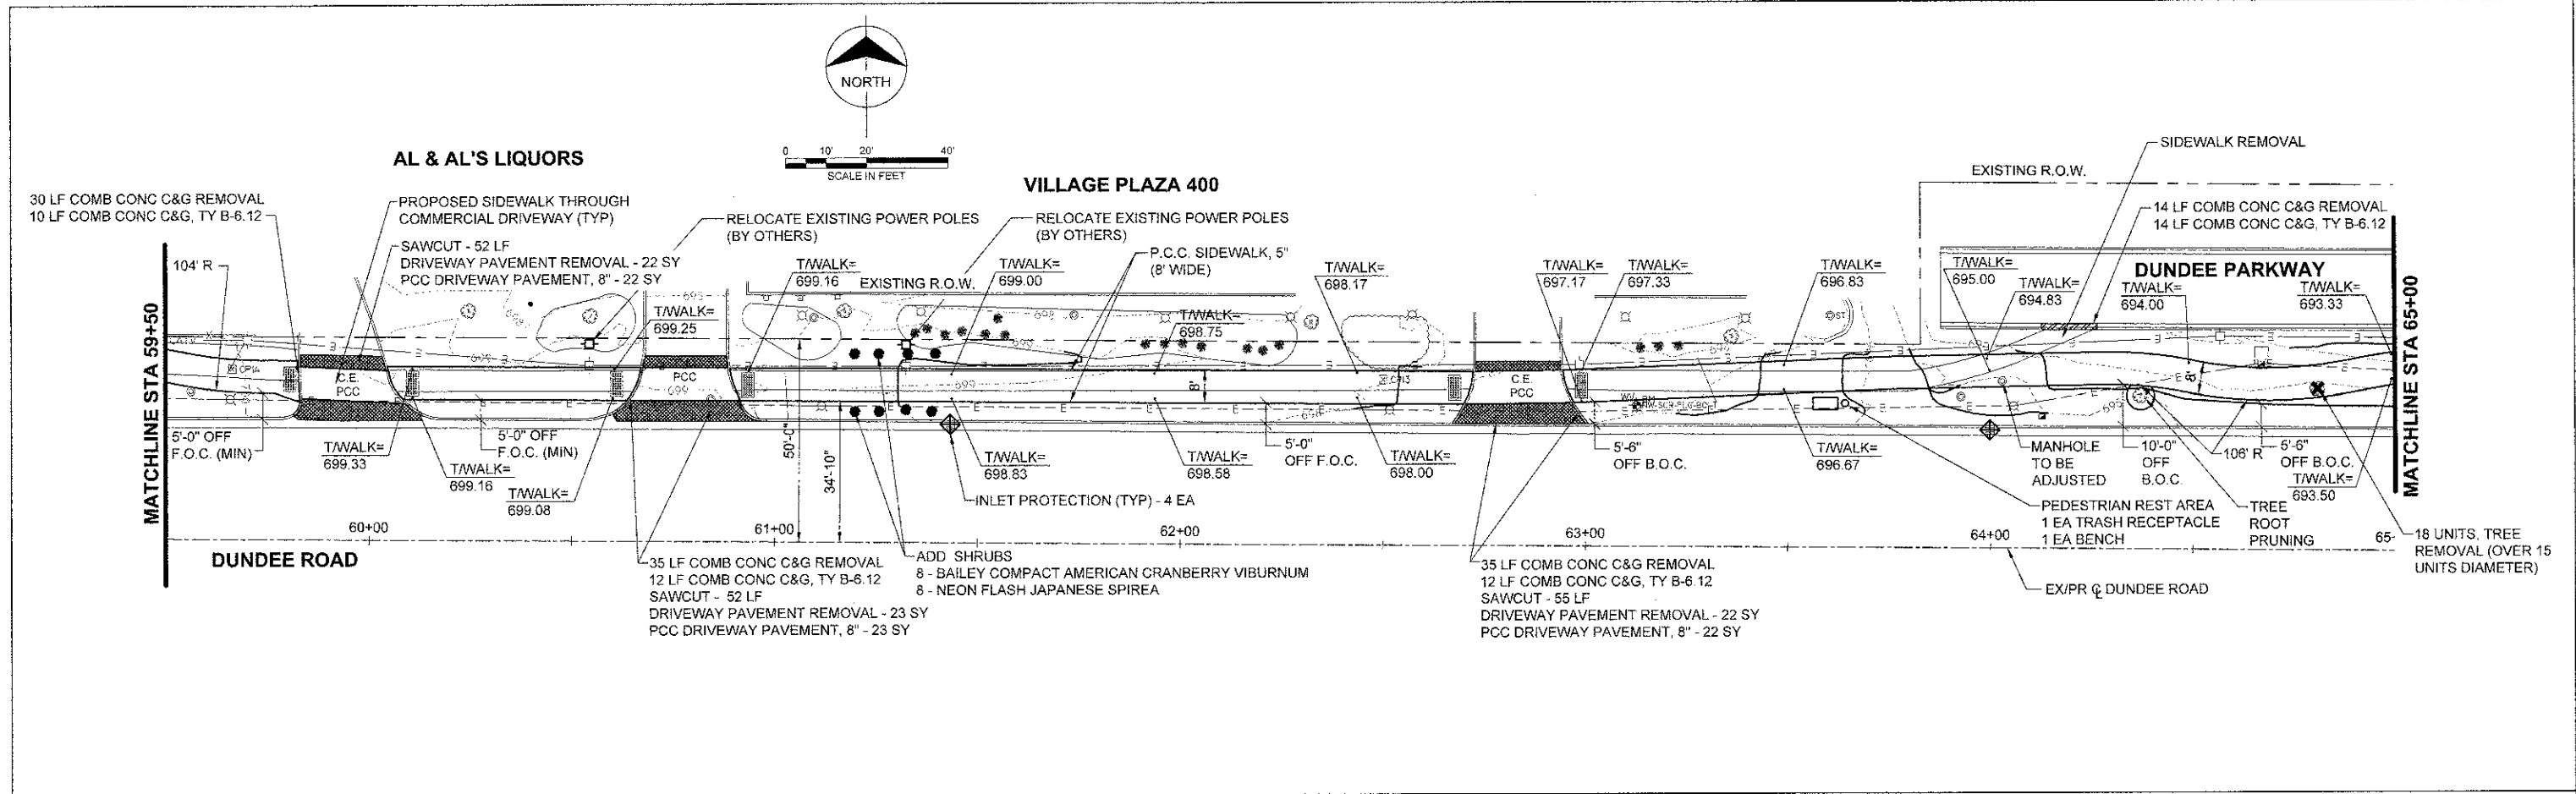 NORTH
0 10' 20' 40'
SCALE IN FEET
AL & AL'S LIQUORS
VILLAGE PLAZA 400
SIDEWALK REMOVAL
EXISTING R.O.W.
30 LF COMB CONC C&G REMOVAL
10 LF COMB CONC C&G, TY B-6.12
PROPOSED SIDEWALK THROUGH
COMMERCIAL DRIVEWAY (TYP)
SAWCUT - 52 LF
DRIVEWAY PAVEMENT REMOVAL - 22 SY
PCC DRIVEWAY PAVEMENT, 8" - 22 SY
RELOCATE EXISTING POWER POLES
(BY OTHERS)
RELOCATE EXISTING POWER POLES
(BY OTHERS)
P.C.C. SIDEWALK, 5"
(8' WIDE)
14 LF COMB CONC C&G REMOVAL
14 LF COMB CONC C&G, TY B-6.12
104' R
T/WALK=
699.25
T/WALK=
699.16
EXISTING R.O.W.
T/WALK=
699.00
T/WALK=
698.75
T/WALK=
698.17
T/WALK=
697.17
T/WALK=
697.33
T/WALK=
696.83
T/WALK=
695.00
T/WALK=
694.83
DUNDEE PARKWAY
T/WALK=
694.00
T/WALK=
693.33
MATCHLINE STA 59+50
MATCHLINE STA 65+00
C.E.
PCC
PCC
699
699
8'
C.E.
PCC
8'
5'-0" OFF
F.O.C. (MIN)
T/WALK=
699.33
T/WALK=
699.16
5'-0" OFF
F.O.C. (MIN)
T/WALK=
699.08
50'-0"
34'-10"
T/WALK=
698.83
T/WALK=
698.58
5'-0"
OFF F.O.C.
T/WALK=
698.00
5'-6"
OFF B.O.C.
T/WALK=
696.67
MANHOLE
TO BE
ADJUSTED
10'-0"
OFF
B.O.C.
106' R
5'-6"
OFF B.O.C.
T/WALK=
693.50
INLET PROTECTION (TYP) - 4 EA
PEDESTRIAN REST AREA
1 EA TRASH RECEPTACLE
1 EA BENCH
TREE
ROOT
PRUNING
18 UNITS, TREE
REMOVAL (OVER 15
UNITS DIAMETER)
60+00
61+00
62+00
63+00
64+00
65-
DUNDEE ROAD
35 LF COMB CONC C&G REMOVAL
12 LF COMB CONC C&G, TY B-6.12
SAWCUT - 52 LF
DRIVEWAY PAVEMENT REMOVAL - 23 SY
PCC DRIVEWAY PAVEMENT, 8" - 23 SY
ADD SHRUBS
8 - BAILEY COMPACT AMERICAN CRANBERRY VIBURNUM
8 - NEON FLASH JAPANESE SPIREA
35 LF COMB CONC C&G REMOVAL
12 LF COMB CONC C&G, TY B-6.12
SAWCUT - 55 LF
DRIVEWAY PAVEMENT REMOVAL - 22 SY
PCC DRIVEWAY PAVEMENT, 8" - 22 SY
EX/PR ℄ DUNDEE ROAD